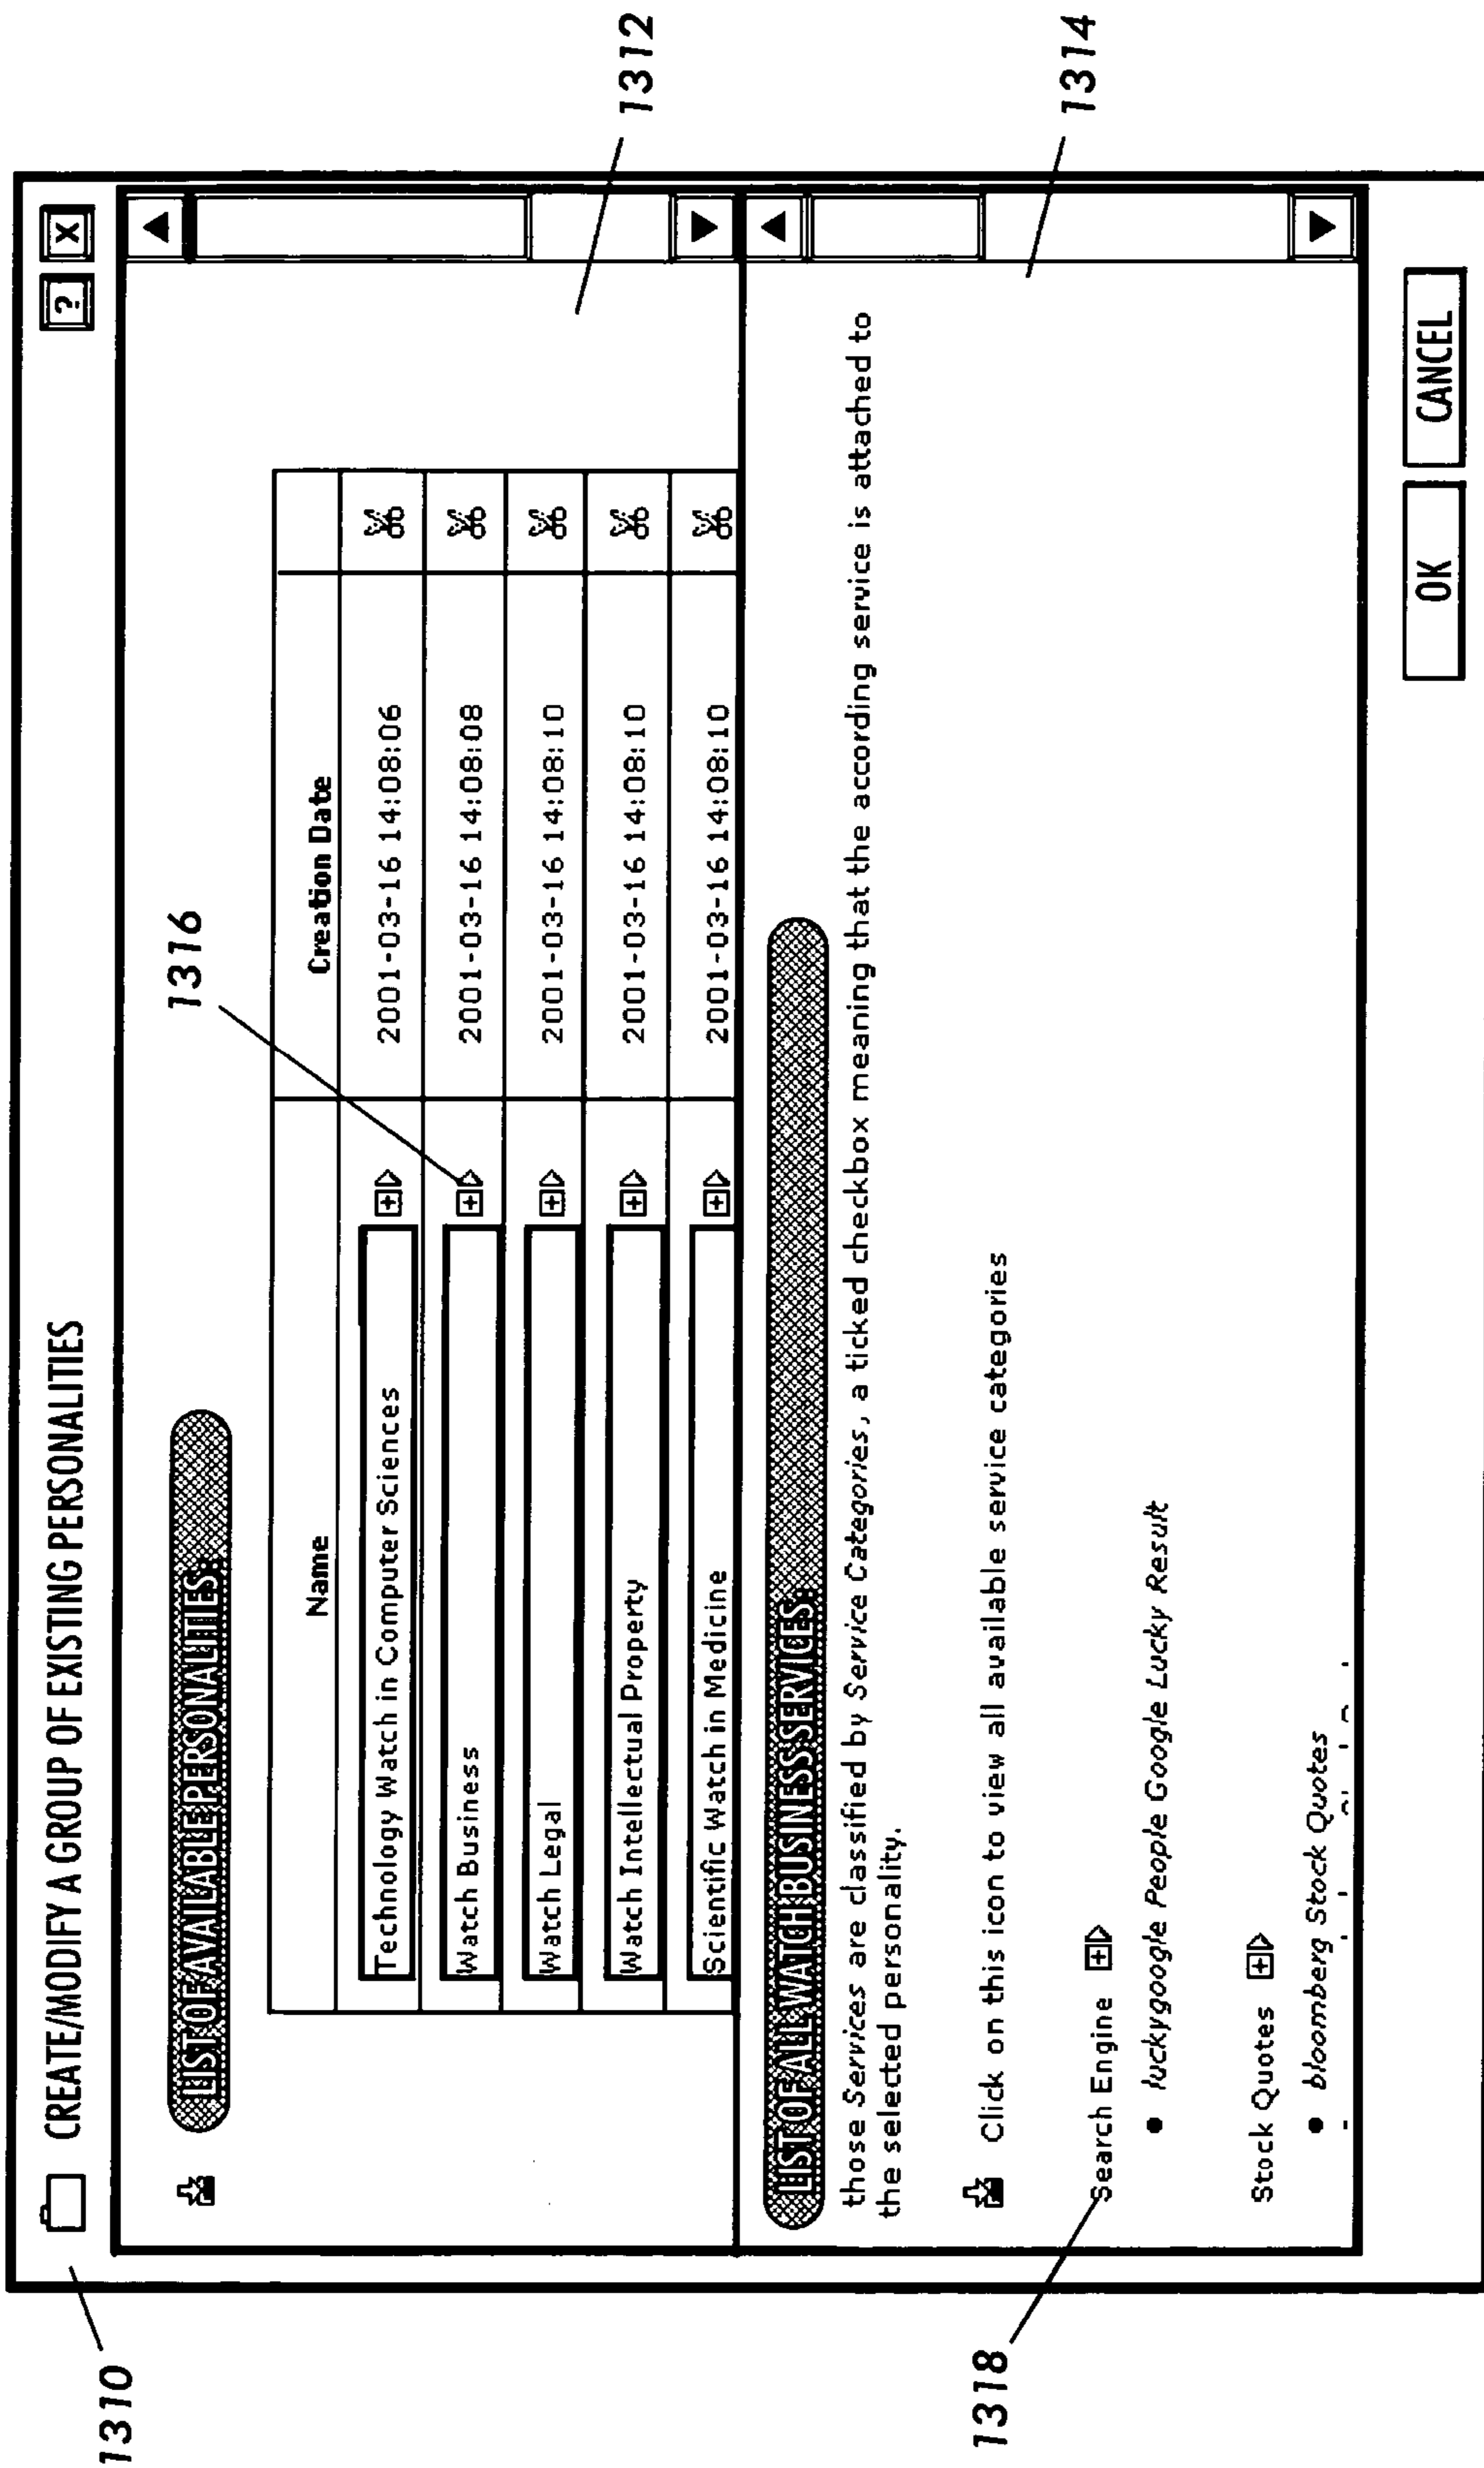 CREATE/MODIFY A GROUP OF EXISTING PERSONALITIES
? X
1310
LIST OF AVAILABLE PERSONALITIES:
1316
Name Creation Date
Technology Watch in Computer Sciences 2001-03-16 14:08:06
Watch Business 2001-03-16 14:08:08
Watch Legal 2001-03-16 14:08:10
Watch Intellectual Property 2001-03-16 14:08:10
Scientific Watch in Medicine 2001-03-16 14:08:10
1312
LIST OF ALL WATCH BUSINESS SERVICES:
those Services are classified by Service Categories, a ticked checkbox meaning that the according service is attached to
the selected personality.
Click on this icon to view all available service categories
1314
1318
Search Engine
• luckygoogle People Google Lucky Result
Stock Quotes
• bloomberg Stock Quotes
OK CANCEL